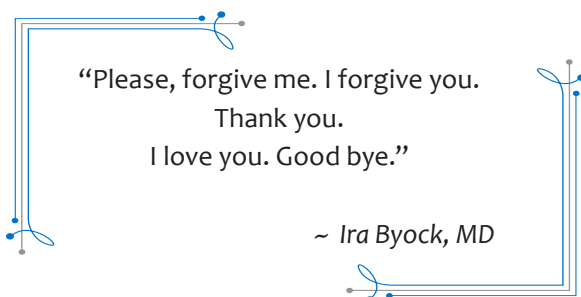 “Please, forgive me. I forgive you.
Thank you.
I love you. Good bye.”
~ Ira Byock, MD